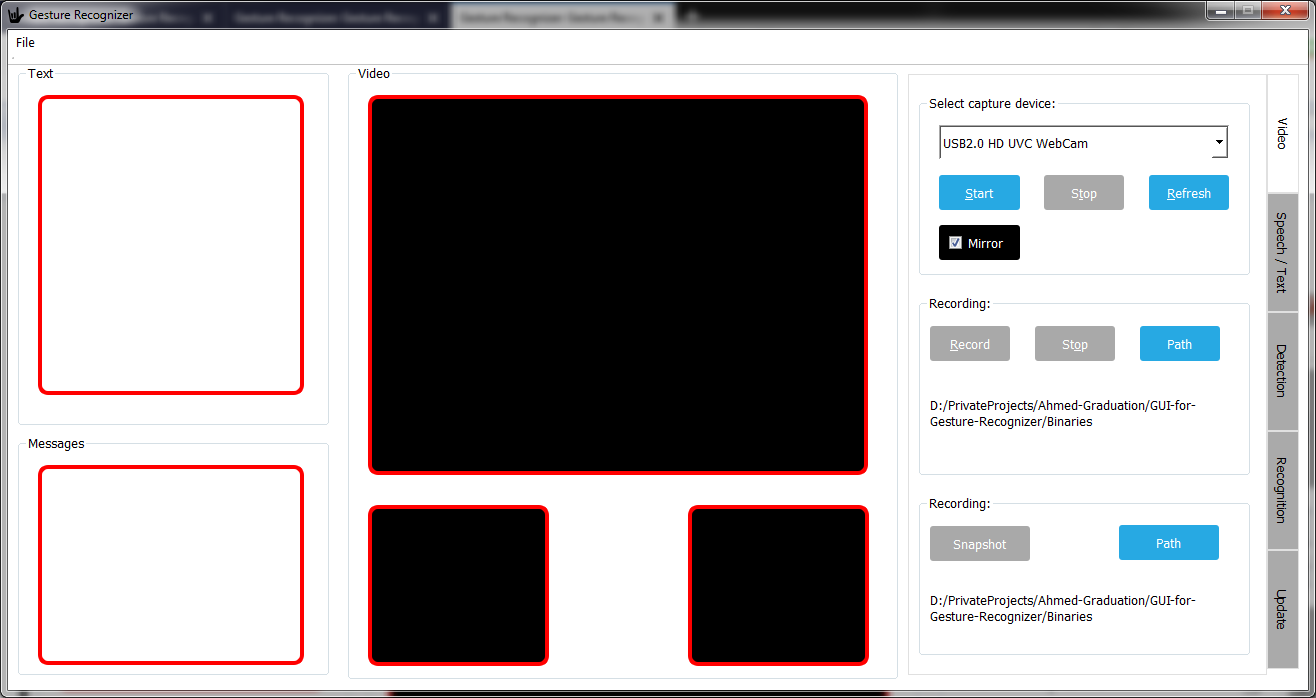 Gesture Recognizer
File
Text
Messages
Video
Select capture device:
USB2.0 HD UVC WebCam
Start
Stop
Refresh
Mirror
Recording:
Record
Stop
Path
D:/PrivateProjects/Ahmed-Graduation/GUI-for-
Gesture-Recognizer/Binaries
Recording:
Snapshot
Path
D:/PrivateProjects/Ahmed-Graduation/GUI-for-
Gesture-Recognizer/Binaries
Video
Speech / Text
Detection
Recognition
Update